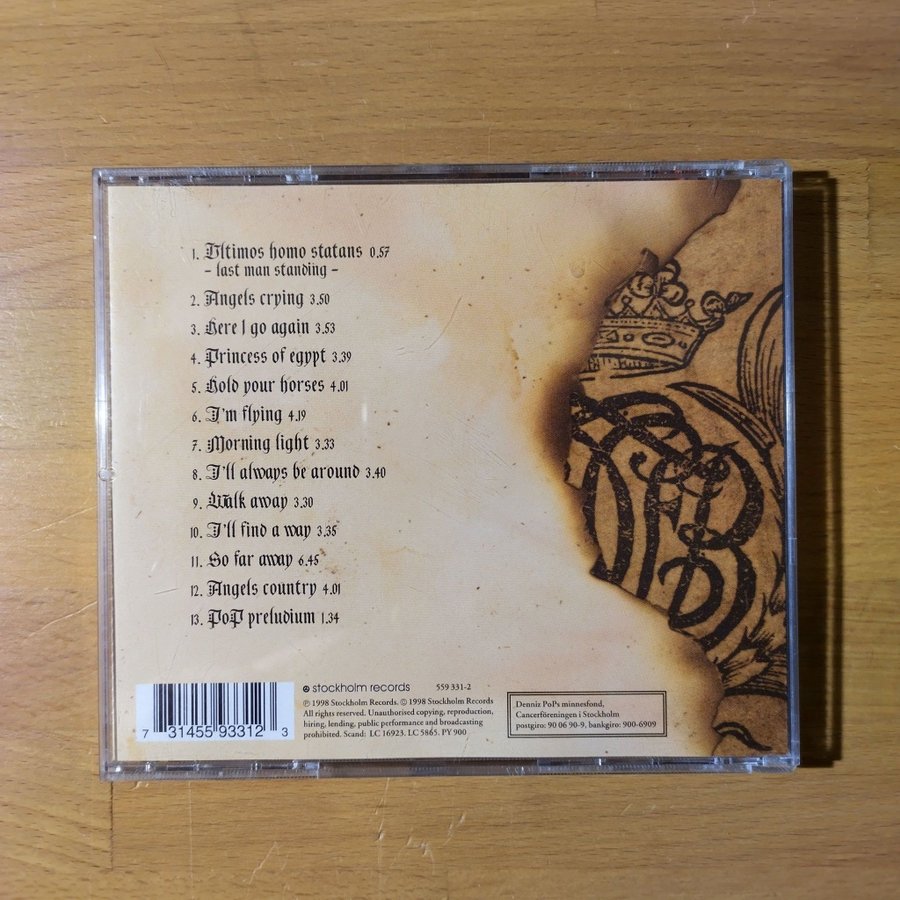 1. Ultimos homo statans 0.57
- last man standing -
2. Angels crying 3.50
3. Here I go again 3.53
4. Princess of egypt 3.39
5. Hold your horses 4.01
6. I'm flying 4.19
7. Morning light 3.33
8. I'll always be around 3.40
9. Walk away 3.30
10. I'll find a way 3.35
11. So far away 6.45
12. Angels country 4.01
13. PoP preludium 1.34
stockholm records 559 331-2
℗ 1998 Stockholm Records. © 1998 Stockholm Records
All rights reserved. Unauthorised copying, reproduction,
hiring, lending, public performance and broadcasting
prohibited. Scand: LC 16923. LC 5865. PY 900
Denniz PoPs minnesfond,
Cancerföreningen i Stockholm
postgiro: 90 06 90-9, bankgiro: 900-6909
7 31455 93312 3